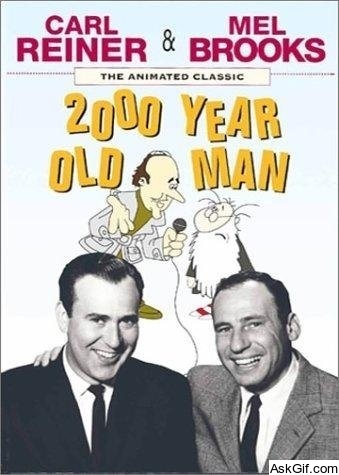 CARL & MEL
REINER BROOKS
THE ANIMATED CLASSIC
2000 YEAR
OLD MAN
AskGif.com